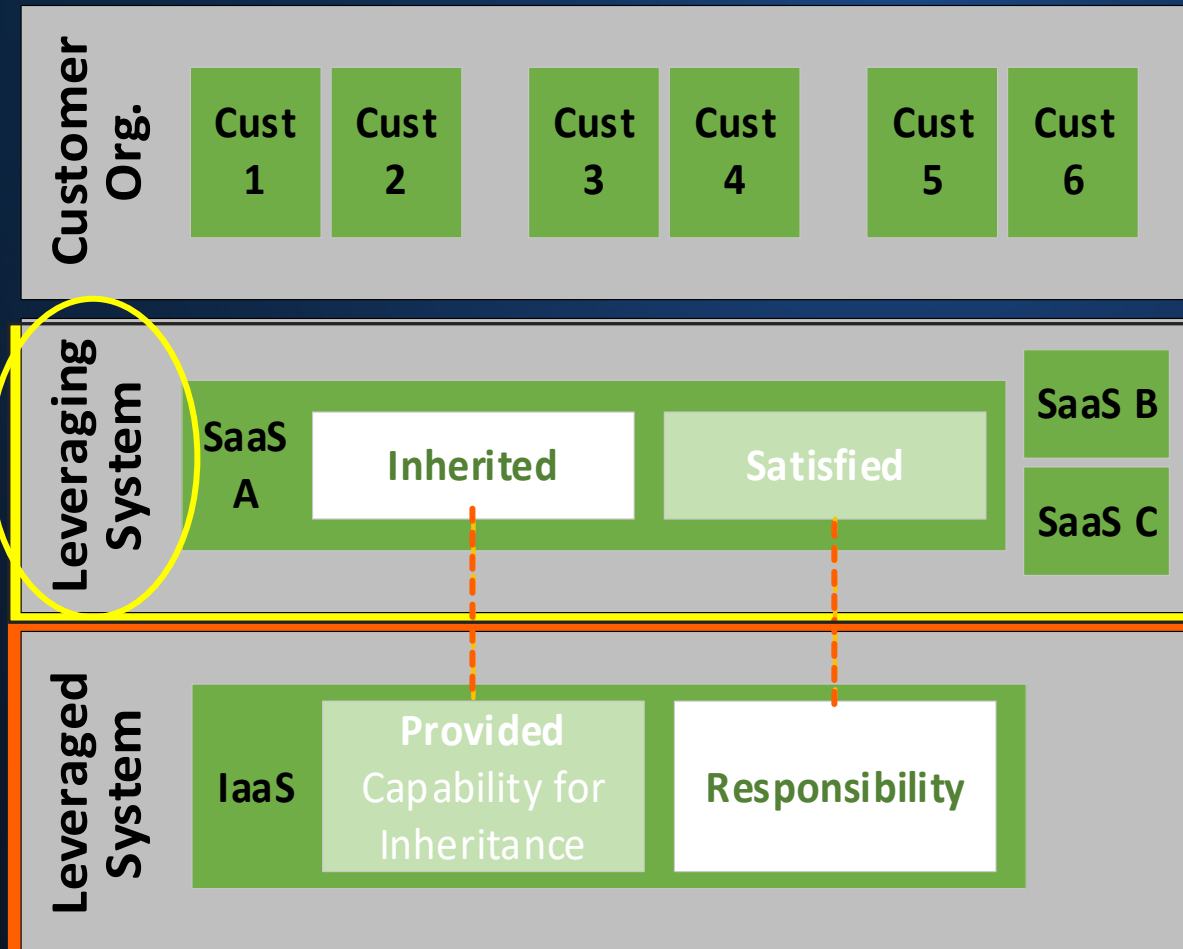 Customer
Org.
Cust
1
Cust
2
Cust
3
Cust
4
Cust
5
Cust
6
Leveraging
System
SaaS
A
Inherited
Satisfied
SaaS B
SaaS C
Leveraged
System
IaaS
Provided
Capability for
Inheritance
Responsibility